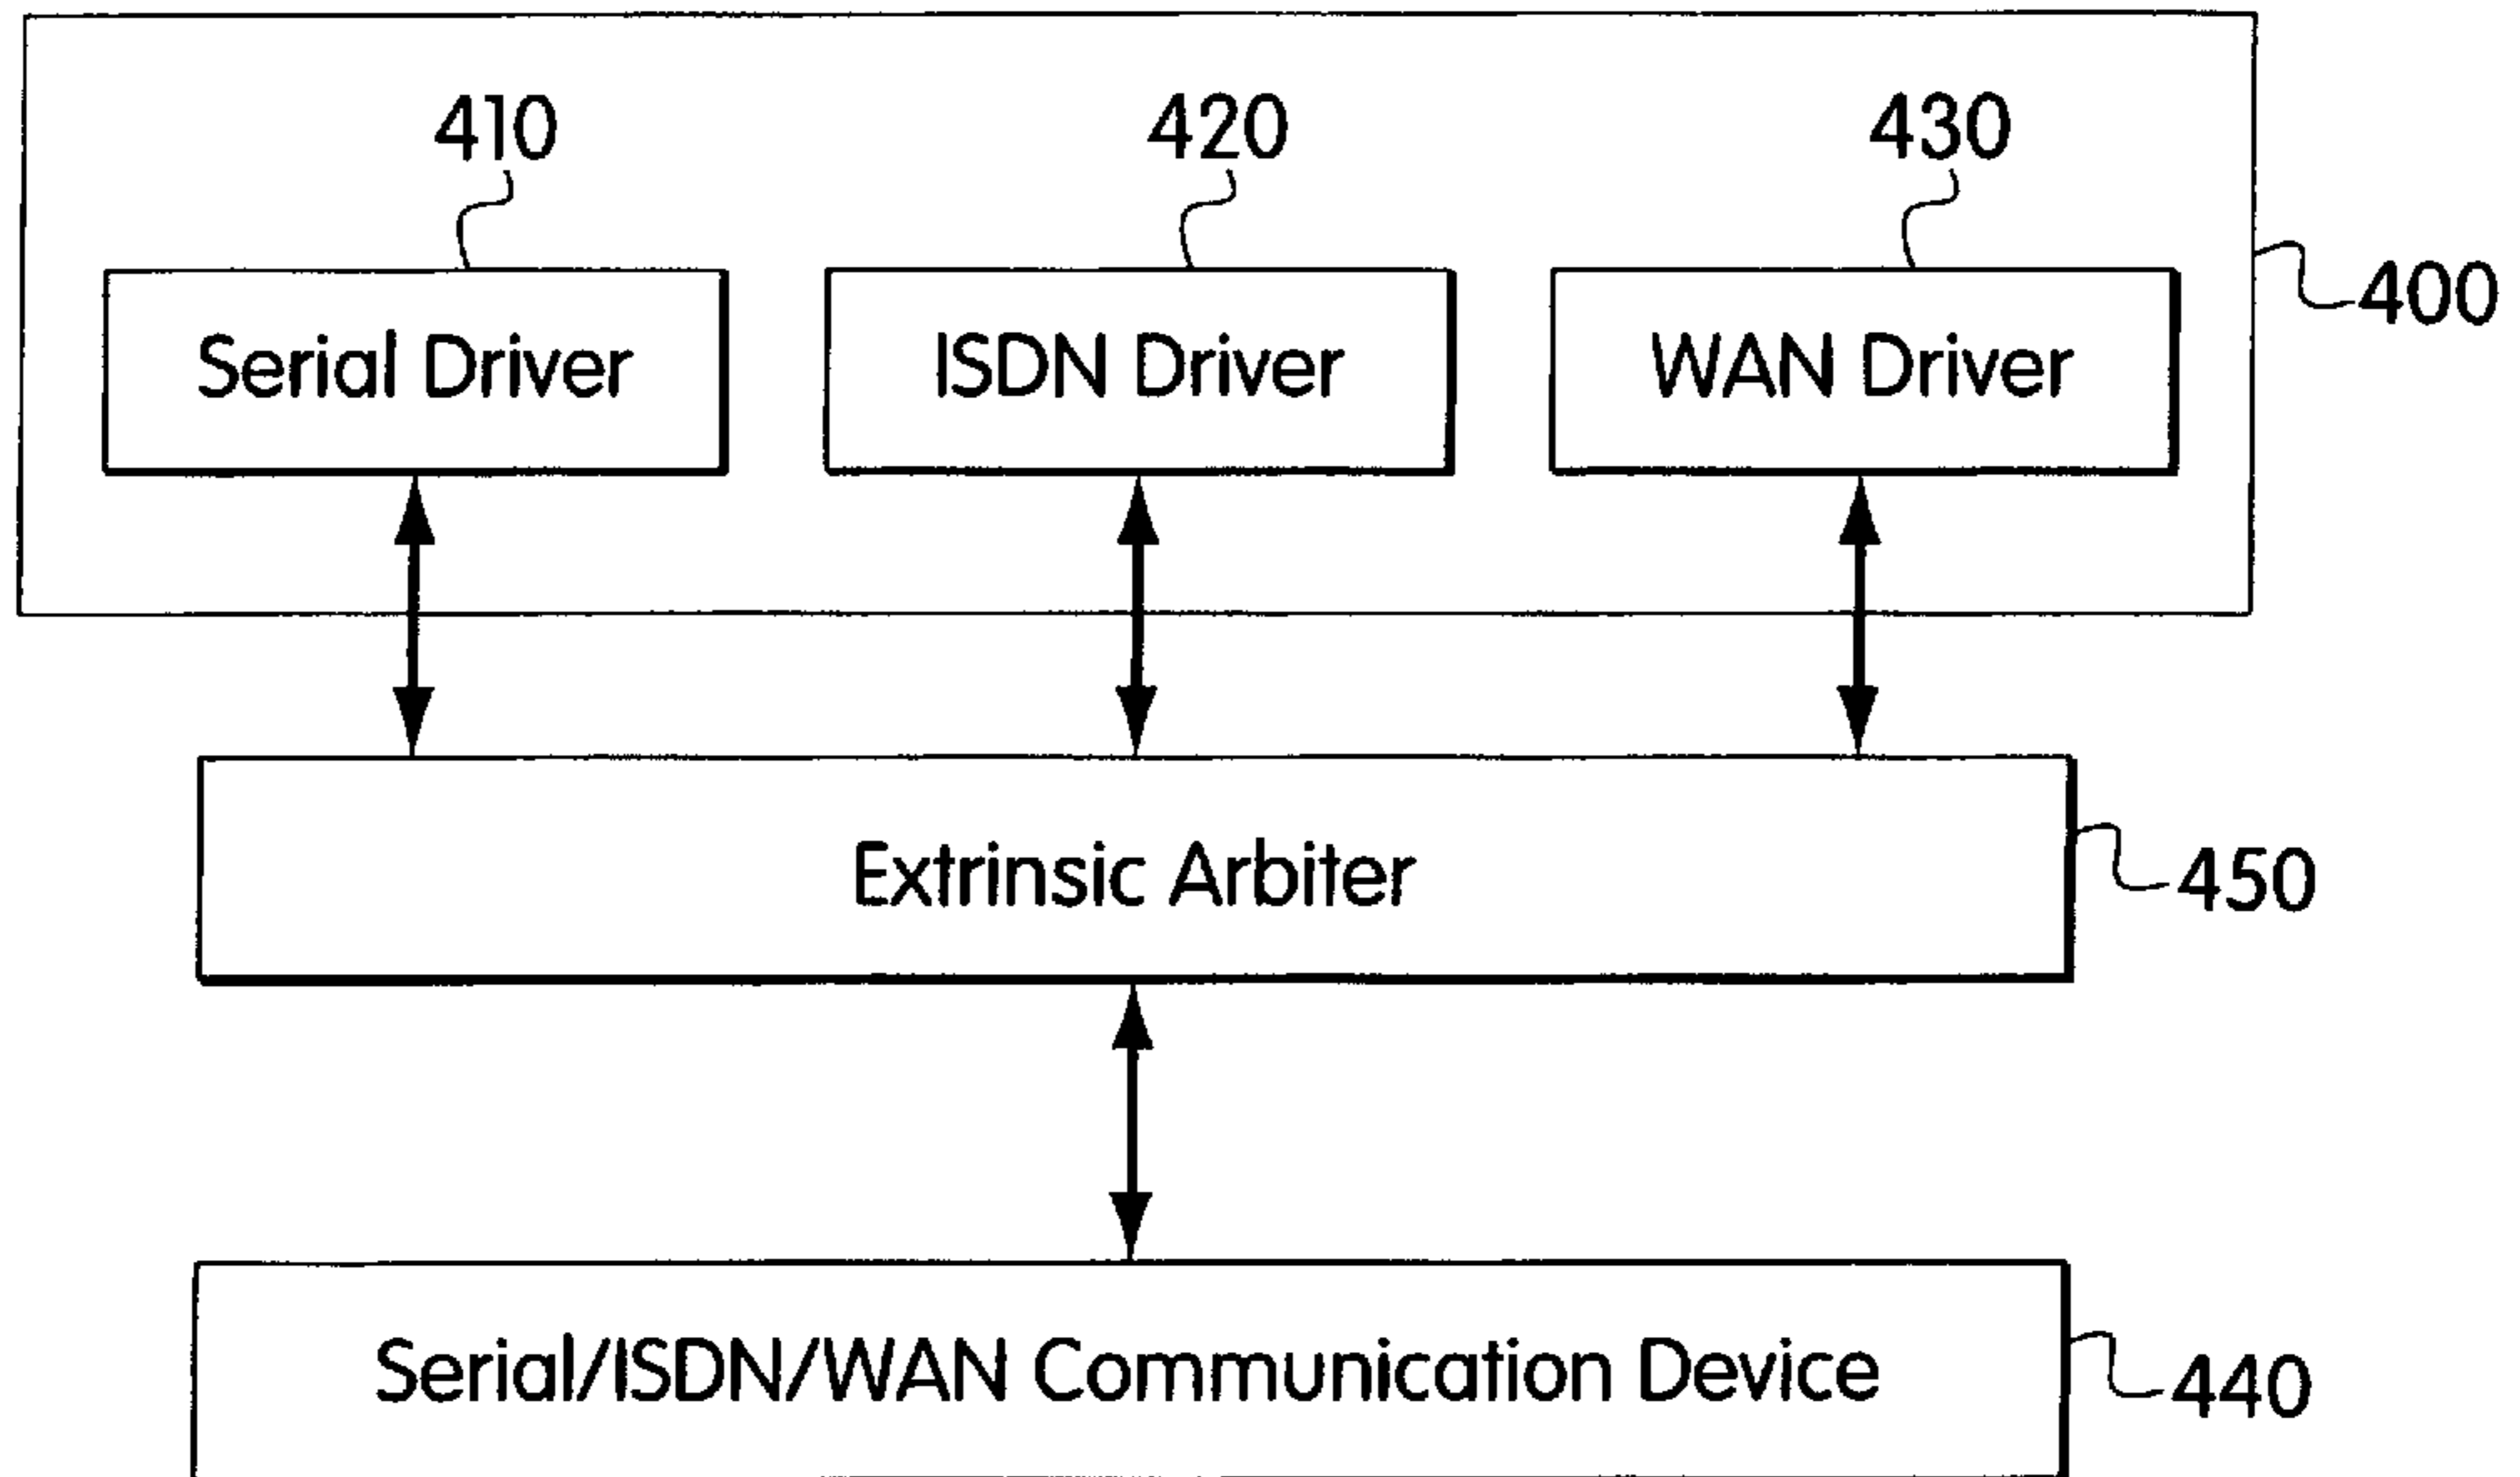 410
420
430
400
Serial Driver
ISDN Driver
WAN Driver
Extrinsic Arbiter
450
Serial/ISDN/WAN Communication Device
440